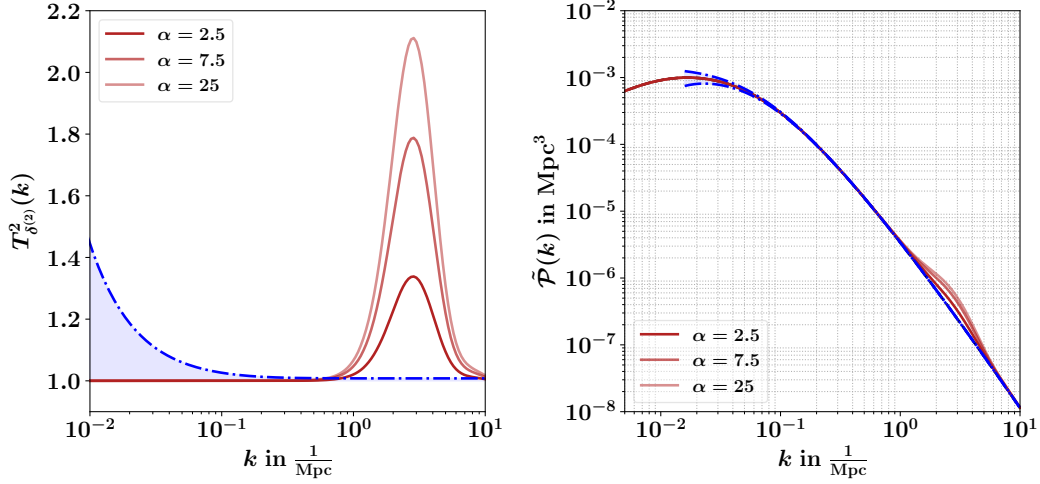 2.2
2.0
1.8
1.6
1.4
1.2
1.0
T²_δ⁽²⁾(k)
α = 2.5
α = 7.5
α = 25
10⁻²
10⁻¹
10⁰
10¹
k in 1/Mpc
10⁻²
10⁻³
10⁻⁴
10⁻⁵
10⁻⁶
10⁻⁷
10⁻⁸
P̃(k) in Mpc³
α = 2.5
α = 7.5
α = 25
10⁻²
10⁻¹
10⁰
10¹
k in 1/Mpc